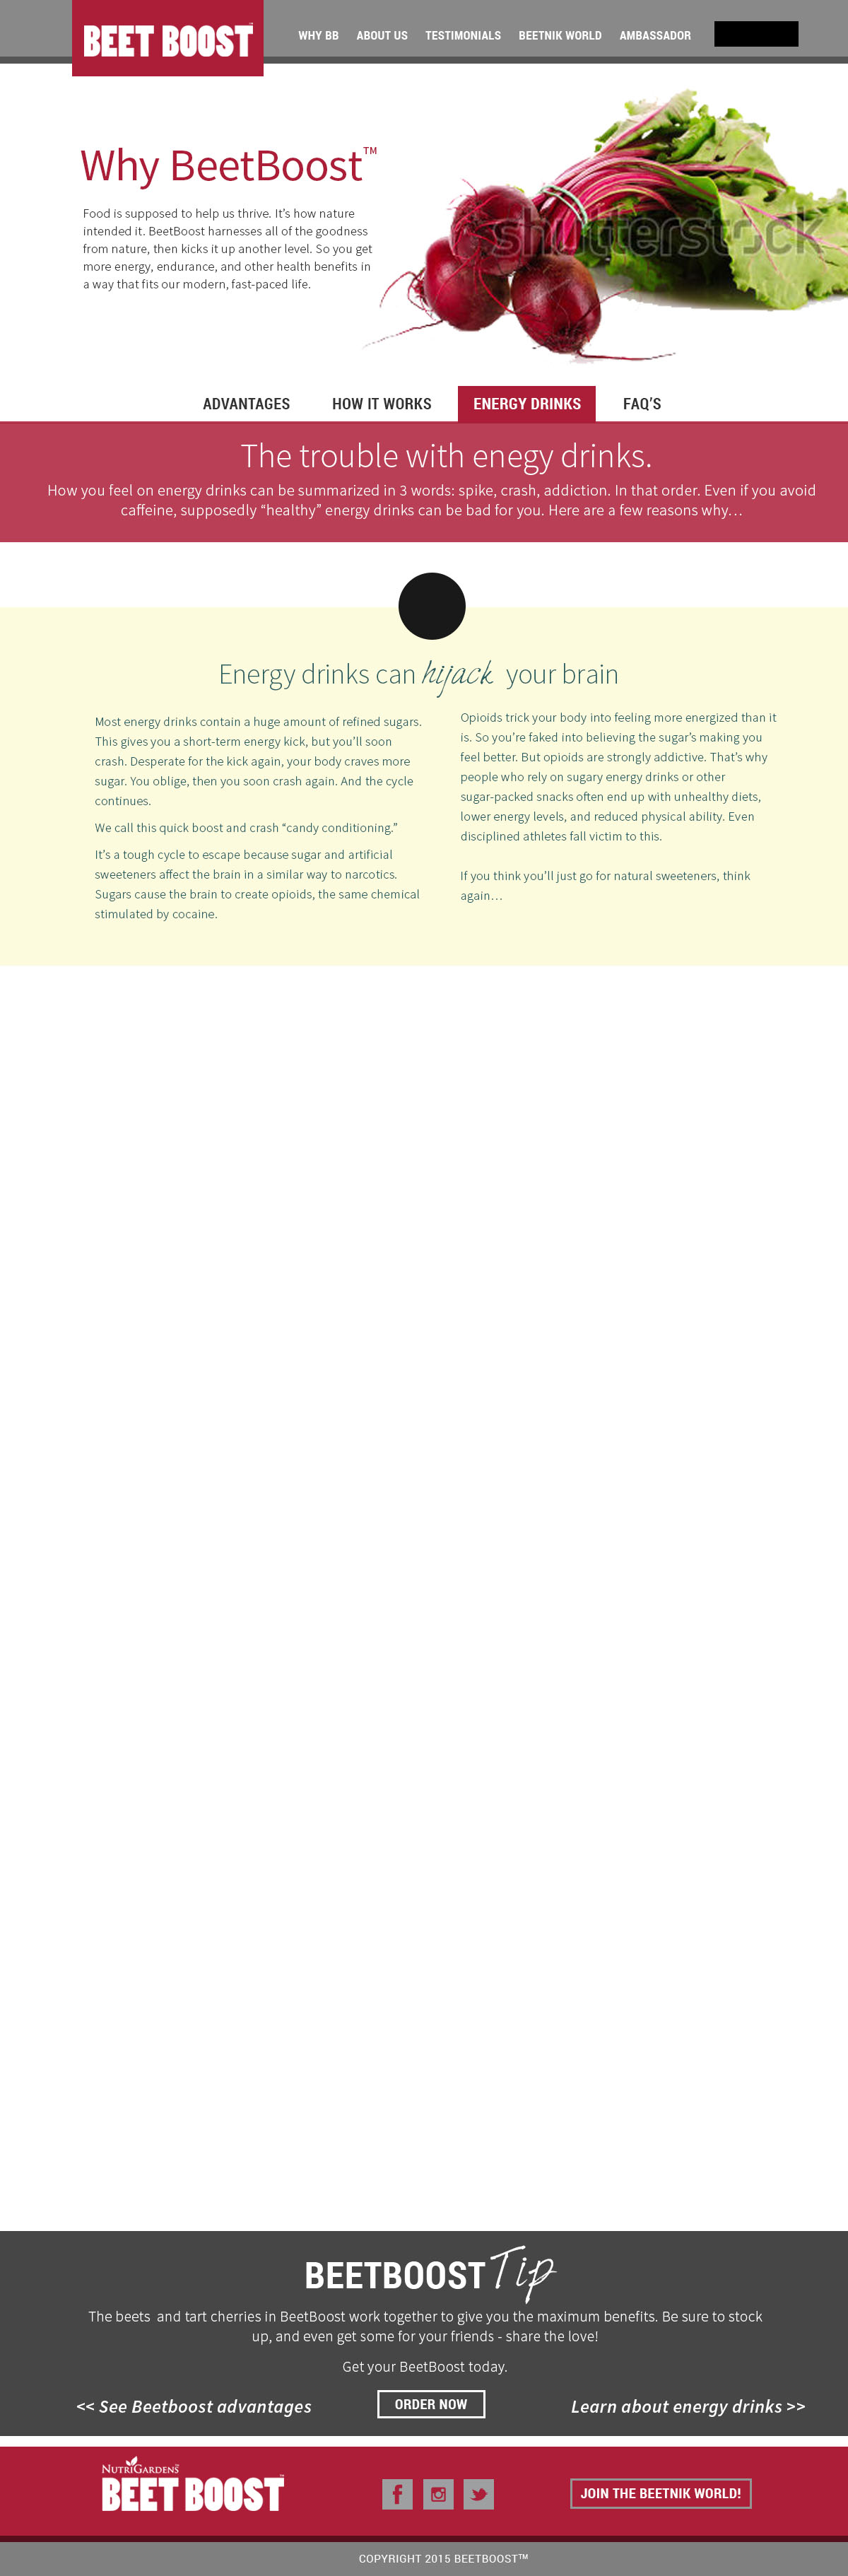 BEET BOOST™
WHY BB ABOUT US TESTIMONIALS BEETNIK WORLD AMBASSADOR
Why BeetBoost™
Food is supposed to help us thrive. It’s how nature
intended it. BeetBoost harnesses all of the goodness
from nature, then kicks it up another level. So you get
more energy, endurance, and other health benefits in
a way that fits our modern, fast-paced life.
shutterstock
ADVANTAGES HOW IT WORKS ENERGY DRINKS FAQ’S
The trouble with enegy drinks.
How you feel on energy drinks can be summarized in 3 words: spike, crash, addiction. In that order. Even if you avoid
caffeine, supposedly “healthy” energy drinks can be bad for you. Here are a few reasons why…
Energy drinks can hijack your brain
Most energy drinks contain a huge amount of refined sugars.
This gives you a short-term energy kick, but you’ll soon
crash. Desperate for the kick again, your body craves more
sugar. You oblige, then you soon crash again. And the cycle
continues.
We call this quick boost and crash “candy conditioning.”
It’s a tough cycle to escape because sugar and artificial
sweeteners affect the brain in a similar way to narcotics.
Sugars cause the brain to create opioids, the same chemical
stimulated by cocaine.
Opioids trick your body into feeling more energized than it
is. So you’re faked into believing the sugar’s making you
feel better. But opioids are strongly addictive. That’s why
people who rely on sugary energy drinks or other
sugar-packed snacks often end up with unhealthy diets,
lower energy levels, and reduced physical ability. Even
disciplined athletes fall victim to this.
If you think you’ll just go for natural sweeteners, think
again…
BEETBOOST Tip
The beets and tart cherries in BeetBoost work together to give you the maximum benefits. Be sure to stock
up, and even get some for your friends - share the love!
Get your BeetBoost today.
<< See Beetboost advantages ORDER NOW Learn about energy drinks >>
NUTRIGARDENS™
BEET BOOST™
JOIN THE BEETNIK WORLD!
COPYRIGHT 2015 BEETBOOST™